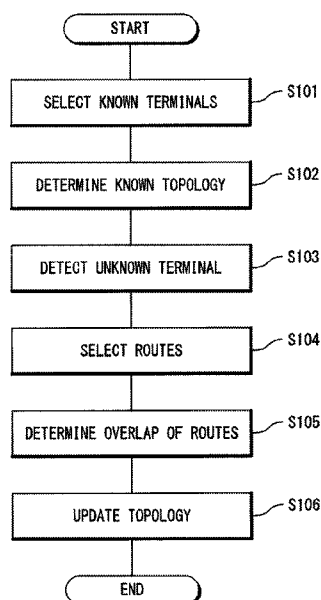 START
SELECT KNOWN TERMINALS
S101
DETERMINE KNOWN TOPOLOGY
S102
DETECT UNKNOWN TERMINAL
S103
SELECT ROUTES
S104
DETERMINE OVERLAP OF ROUTES
S105
UPDATE TOPOLOGY
S106
END